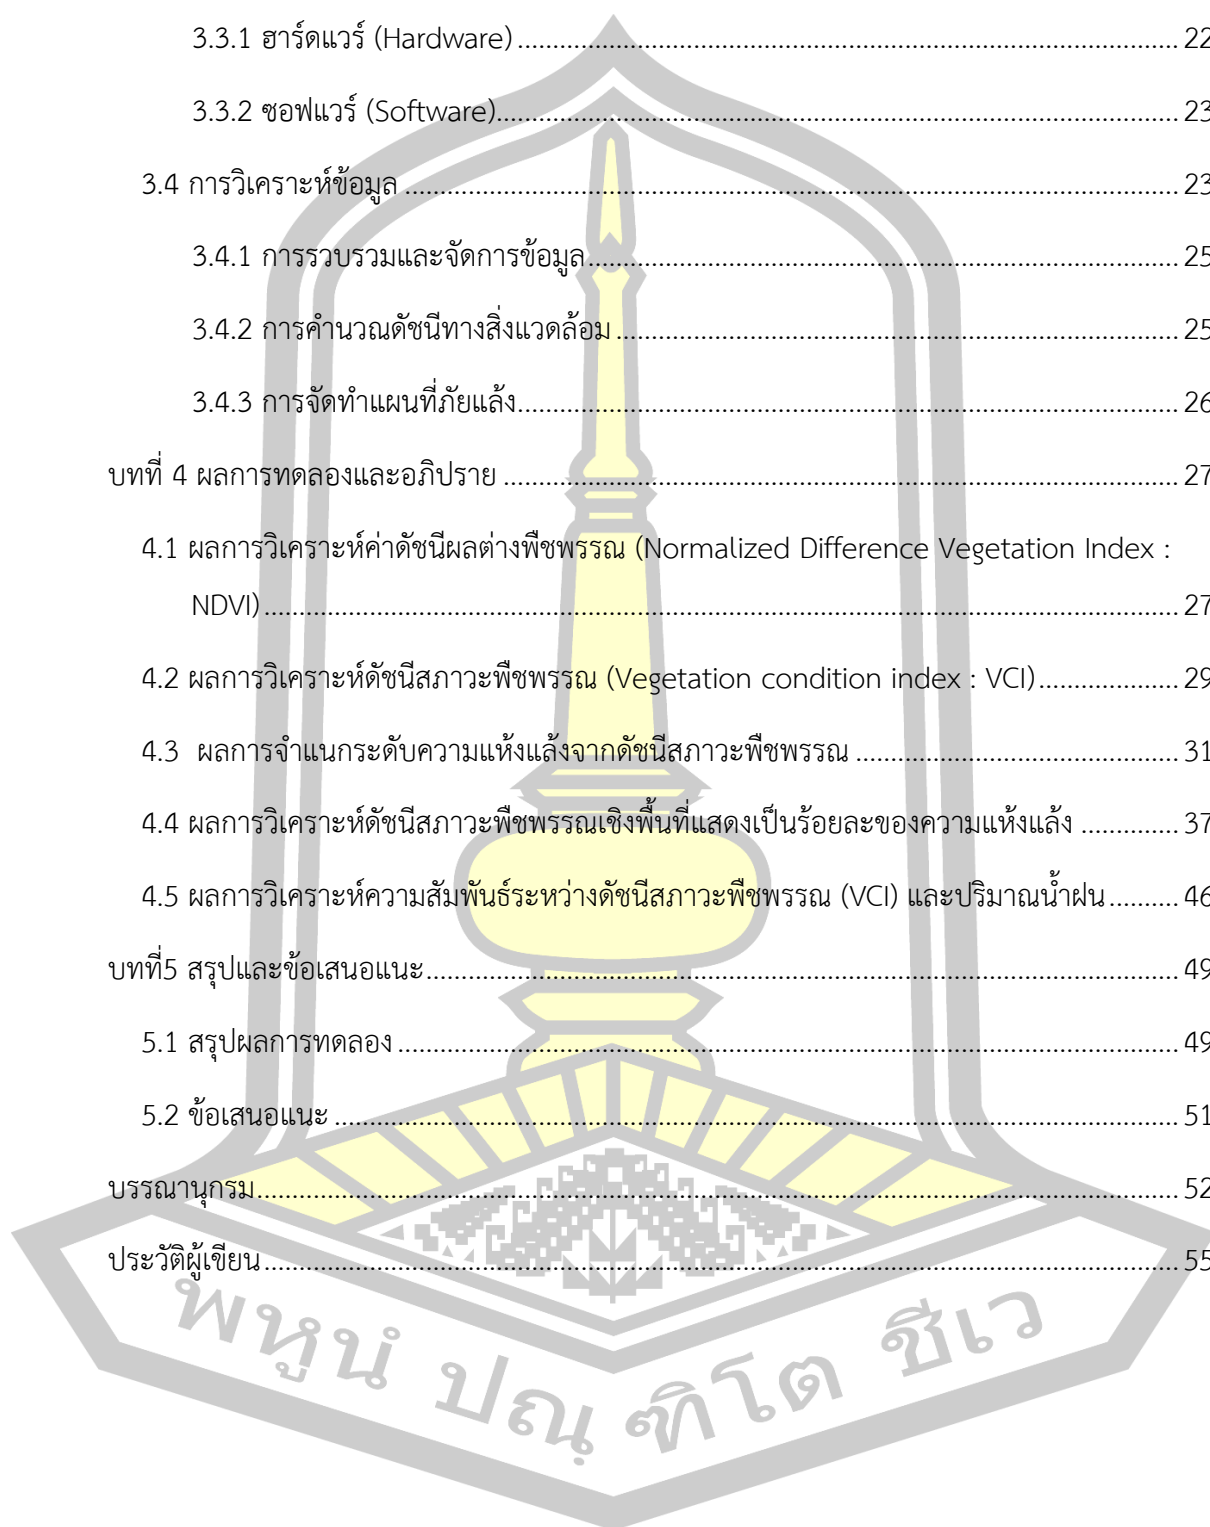 3.3.1 ฮาร์ดแวร์ (Hardware) ........................................ 22
3.3.2 ซอฟแวร์ (Software)........................................ 23
3.4 การวิเคราะห์ข้อมูล ........................................ 23
3.4.1 การรวบรวมและจัดการข้อมูล ........................................ 25
3.4.2 การคำนวณดัชนีทางสิ่งแวดล้อม ........................................ 25
3.4.3 การจัดทำแผนที่ภัยแล้ง........................................ 26
บทที่ 4 ผลการทดลองและอภิปราย ........................................ 27
4.1 ผลการวิเคราะห์ค่าดัชนีผลต่างพืชพรรณ (Normalized Difference Vegetation Index :
NDVI)........................................ 27
4.2 ผลการวิเคราะห์ดัชนีสภาวะพืชพรรณ (Vegetation condition index : VCI).................... 29
4.3 ผลการจำแนกระดับความแห้งแล้งจากดัชนีสภาวะพืชพรรณ ........................................ 31
4.4 ผลการวิเคราะห์ดัชนีสภาวะพืชพรรณเชิงพื้นที่แสดงเป็นร้อยละของความแห้งแล้ง .............. 37
4.5 ผลการวิเคราะห์ความสัมพันธ์ระหว่างดัชนีสภาวะพืชพรรณ (VCI) และปริมาณน้ำฝน.......... 46
บทที่5 สรุปและข้อเสนอแนะ........................................ 49
5.1 สรุปผลการทดลอง ........................................ 49
5.2 ข้อเสนอแนะ ........................................ 51
บรรณานุกรม........................................ 52
ประวัติผู้เขียน ........................................ 55
พหูนํ ปณฺฑิโต ชีเว